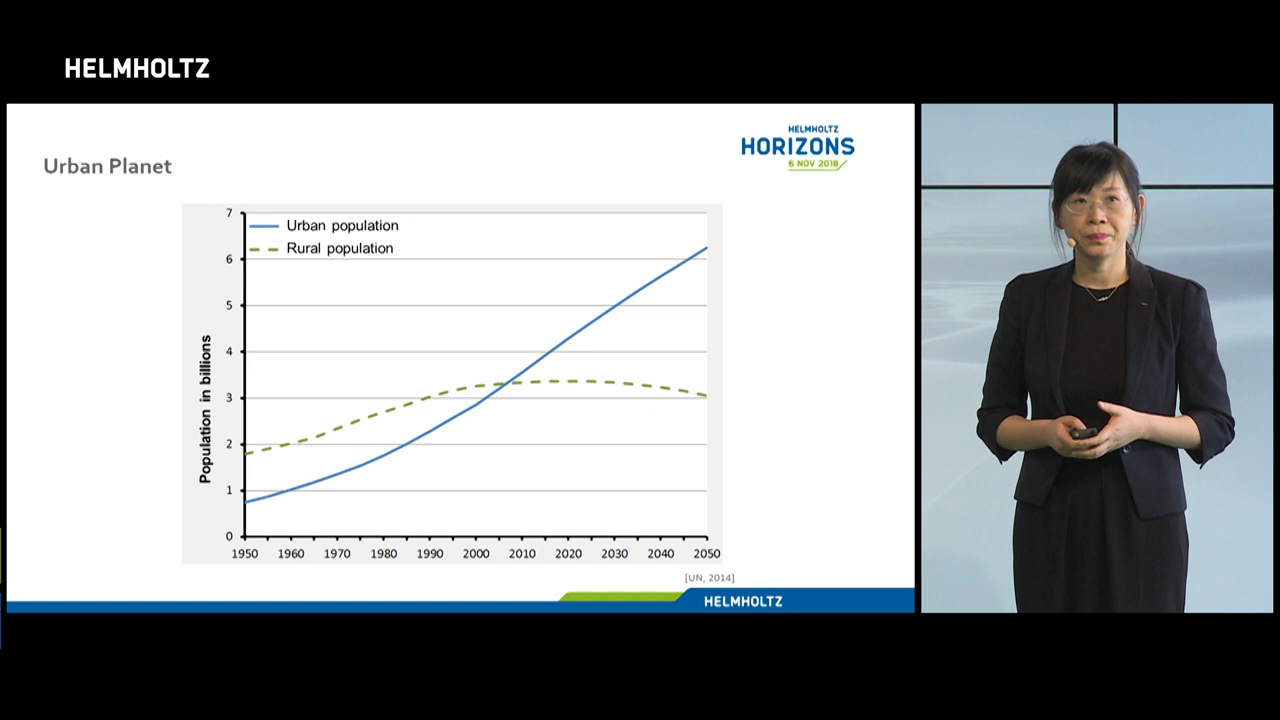 HELMHOLTZ
HELMHOLTZ
HORIZONS
6 NOV 2018
Urban Planet
7
Urban population
Rural population
6
5
4
3
2
1
0
Population in billions
1950 1960 1970 1980 1990 2000 2010 2020 2030 2040 2050
[UN, 2014]
HELMHOLTZ